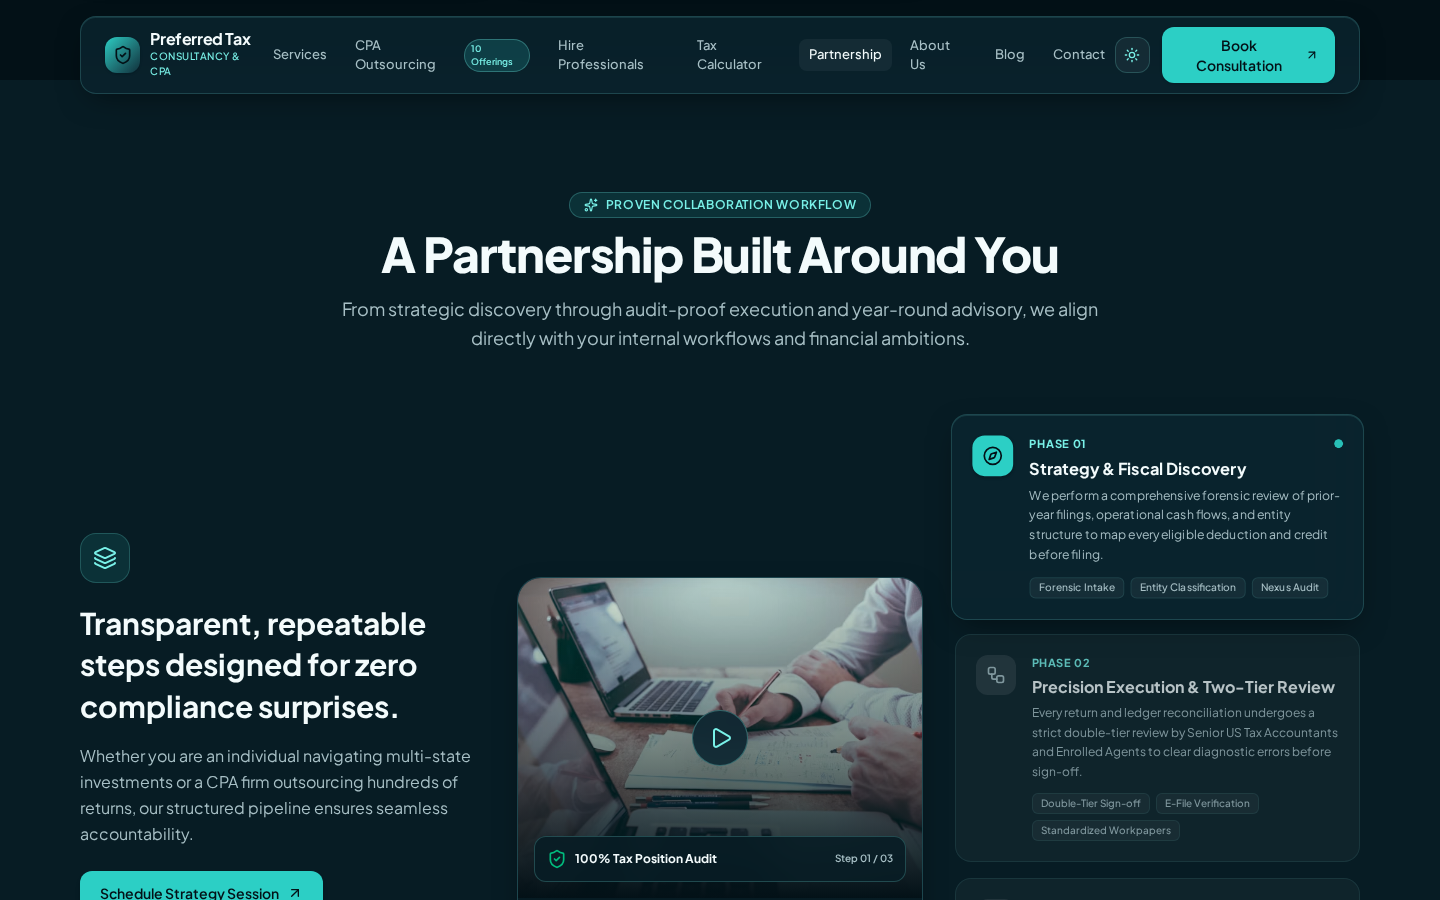 Preferred Tax
CONSULTANCY &
CPA
Services
CPA
Outsourcing
10
Offerings
Hire
Professionals
Tax
Calculator
Partnership
About
Us
Blog
Contact
Book
Consultation
PROVEN COLLABORATION WORKFLOW
A Partnership Built Around You
From strategic discovery through audit-proof execution and year-round advisory, we align
directly with your internal workflows and financial ambitions.
Transparent, repeatable
steps designed for zero
compliance surprises.
Whether you are an individual navigating multi-state
investments or a CPA firm outsourcing hundreds of
returns, our structured pipeline ensures seamless
accountability.
Schedule Strategy Session
100% Tax Position Audit
Step 01 / 03
PHASE 01
Strategy & Fiscal Discovery
We perform a comprehensive forensic review of prior-
year filings, operational cash flows, and entity
structure to map every eligible deduction and credit
before filing.
Forensic Intake
Entity Classification
Nexus Audit
PHASE 02
Precision Execution & Two-Tier Review
Every return and ledger reconciliation undergoes a
strict double-tier review by Senior US Tax Accountants
and Enrolled Agents to clear diagnostic errors before
sign-off.
Double-Tier Sign-off
E-File Verification
Standardized Workpapers